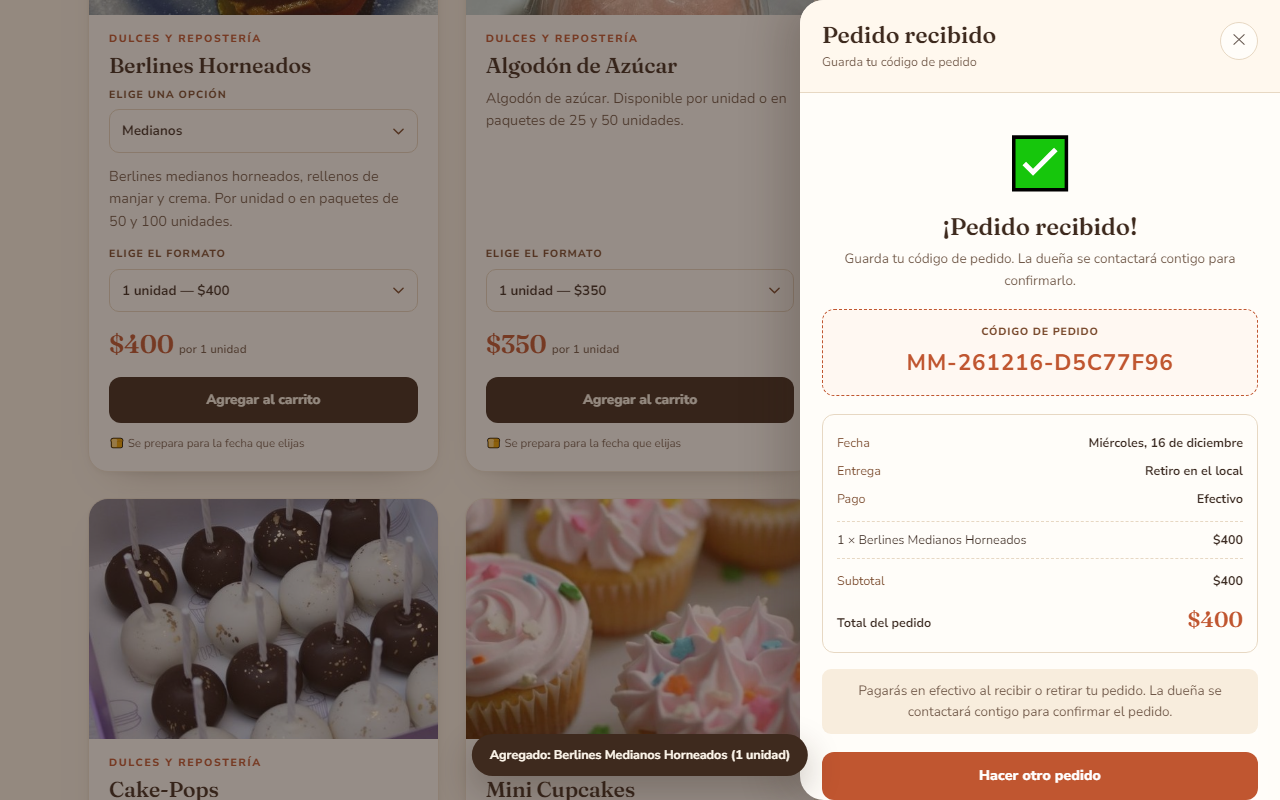 DULCES Y REPOSTERÍA
Berlines Horneados
ELIGE UNA OPCIÓN
Medianos
Berlines medianos horneados, rellenos de
manjar y crema. Por unidad o en paquetes de
50 y 100 unidades.
ELIGE EL FORMATO
1 unidad — $400
$400 por 1 unidad
Agregar al carrito
Se prepara para la fecha que elijas
DULCES Y REPOSTERÍA
Algodón de Azúcar
Algodón de azúcar. Disponible por unidad o en
paquetes de 25 y 50 unidades.
ELIGE EL FORMATO
1 unidad — $350
$350 por 1 unidad
Agregar al carrito
Se prepara para la fecha que elijas
DULCES Y REPOSTERÍA
Cake-Pops
Mini Cupcakes
Agregado: Berlines Medianos Horneados (1 unidad)
Pedido recibido
Guarda tu código de pedido
¡Pedido recibido!
Guarda tu código de pedido. La dueña se contactará contigo para
confirmarlo.
CÓDIGO DE PEDIDO
MM-261216-D5C77F96
Fecha Miércoles, 16 de diciembre
Entrega Retiro en el local
Pago Efectivo
1 × Berlines Medianos Horneados $400
Subtotal $400
Total del pedido $400
Pagarás en efectivo al recibir o retirar tu pedido. La dueña se
contactará contigo para confirmar el pedido.
Hacer otro pedido